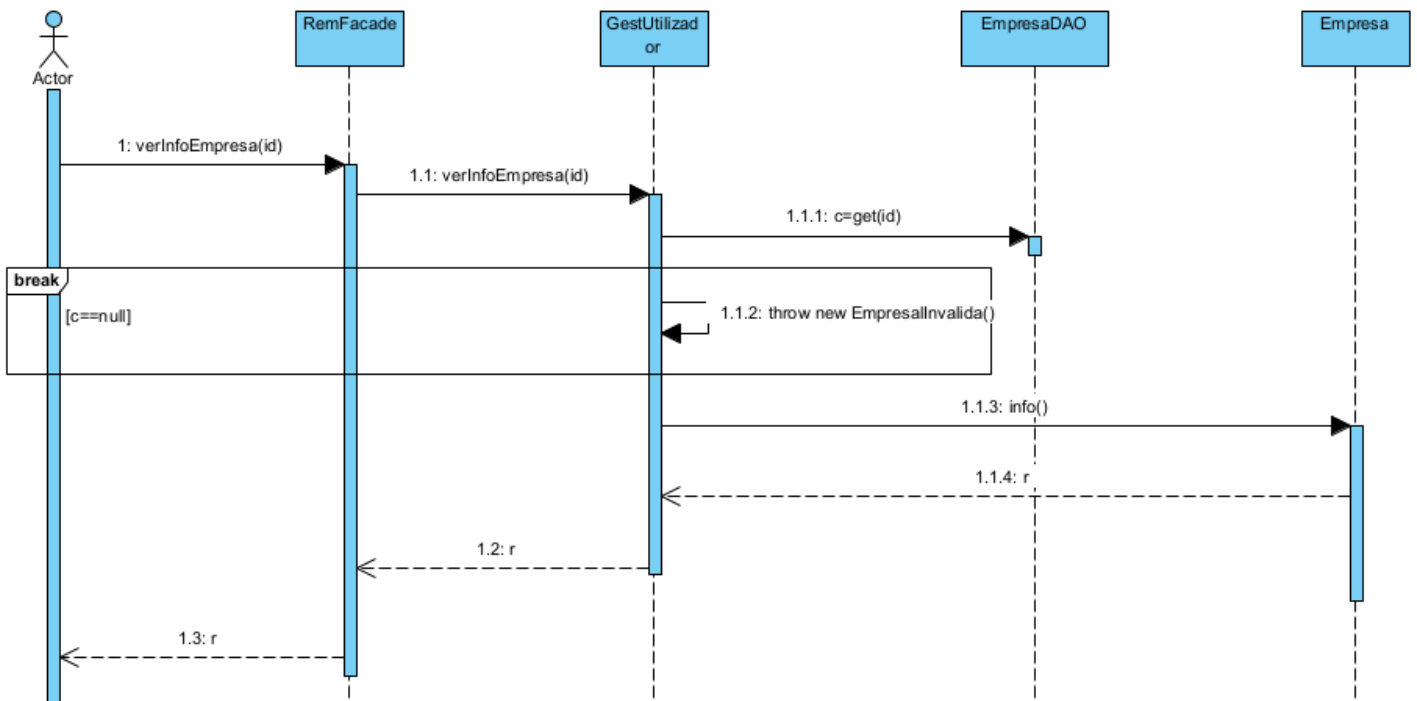 RemFacade
GestUtilizad
or
EmpresaDAO
Empresa
Actor
1: verInfoEmpresa(id)
1.1: verInfoEmpresa(id)
1.1.1: c=get(id)
break
[c==null]
1.1.2: throw new EmpresaInvalida()
1.1.3: info()
1.1.4: r
1.2: r
1.3: r